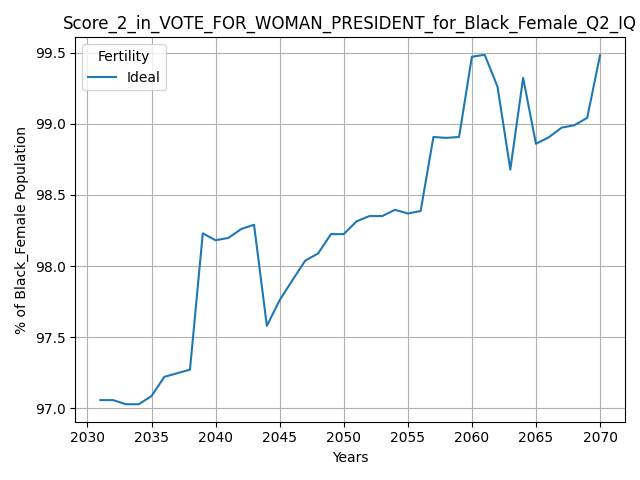 Score_2_in_VOTE_FOR_WOMAN_PRESIDENT_for_Black_Female_Q2_IQ
Fertility
Ideal
99.5
99.0
98.5
98.0
97.5
97.0
% of Black_Female Population
2030 2035 2040 2045 2050 2055 2060 2065 2070
Years